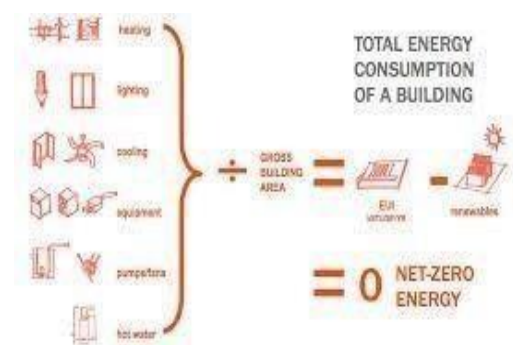 heating
lighting
cooling
equipment
pumps/fans
hot water
÷
GROSS
BUILDING
AREA
=
TOTAL ENERGY
CONSUMPTION
OF A BUILDING
EUI
-
renewables
= 0 NET-ZERO
ENERGY